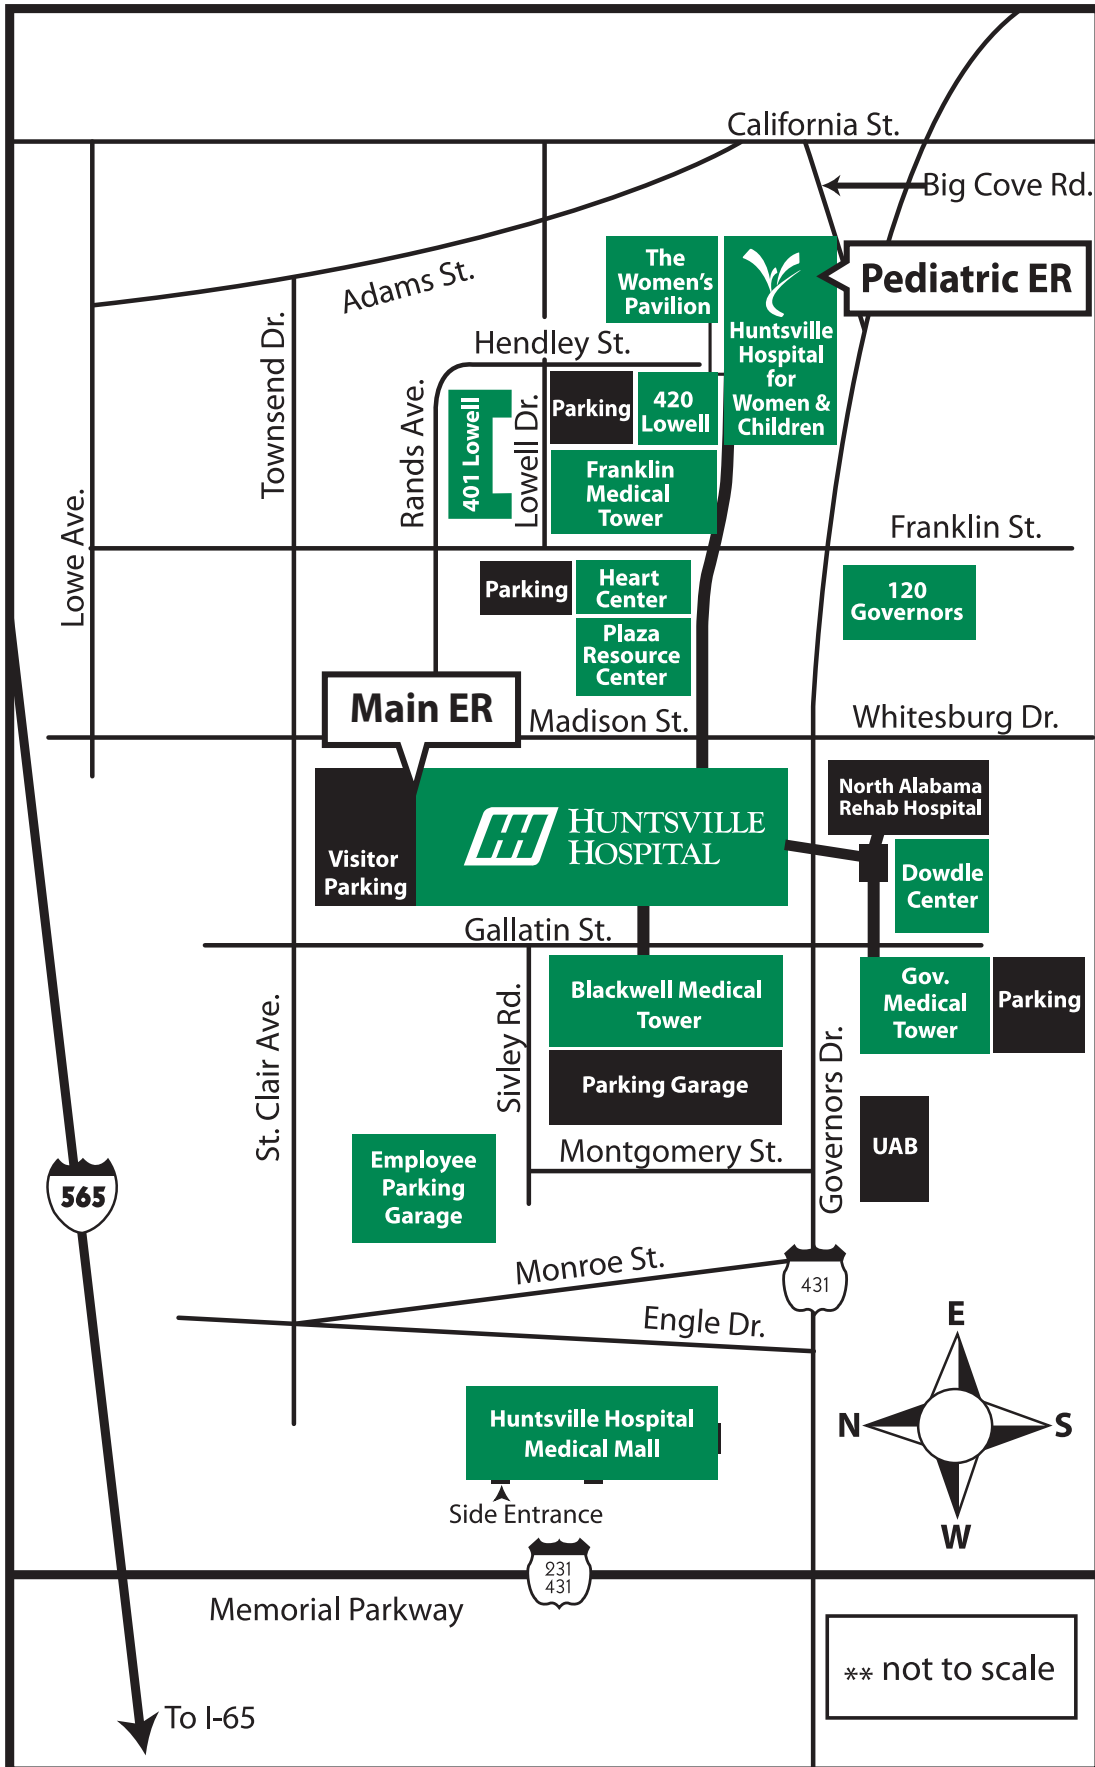 California St.
Big Cove Rd.
Adams St.
The
Women's
Pavilion
Huntsville
Hospital
for
Women &
Children
Pediatric ER
Townsend Dr.
Hendley St.
Rands Ave.
401 Lowell
Lowell Dr.
Parking
420
Lowell
Franklin
Medical
Tower
Lowe Ave.
Franklin St.
Parking
Heart
Center
Plaza
Resource
Center
120
Governors
Main ER
Madison St.
Whitesburg Dr.
Visitor
Parking
HUNTSVILLE
HOSPITAL
North Alabama
Rehab Hospital
Dowdle
Center
Gallatin St.
St. Clair Ave.
Sivley Rd.
Blackwell Medical
Tower
Parking Garage
Governors Dr.
Gov.
Medical
Tower
Parking
Montgomery St.
UAB
Employee
Parking
Garage
565
Monroe St.
431
Engle Dr.
Huntsville Hospital
Medical Mall
Side Entrance
E
N
S
W
231
431
Memorial Parkway
To I-65
** not to scale